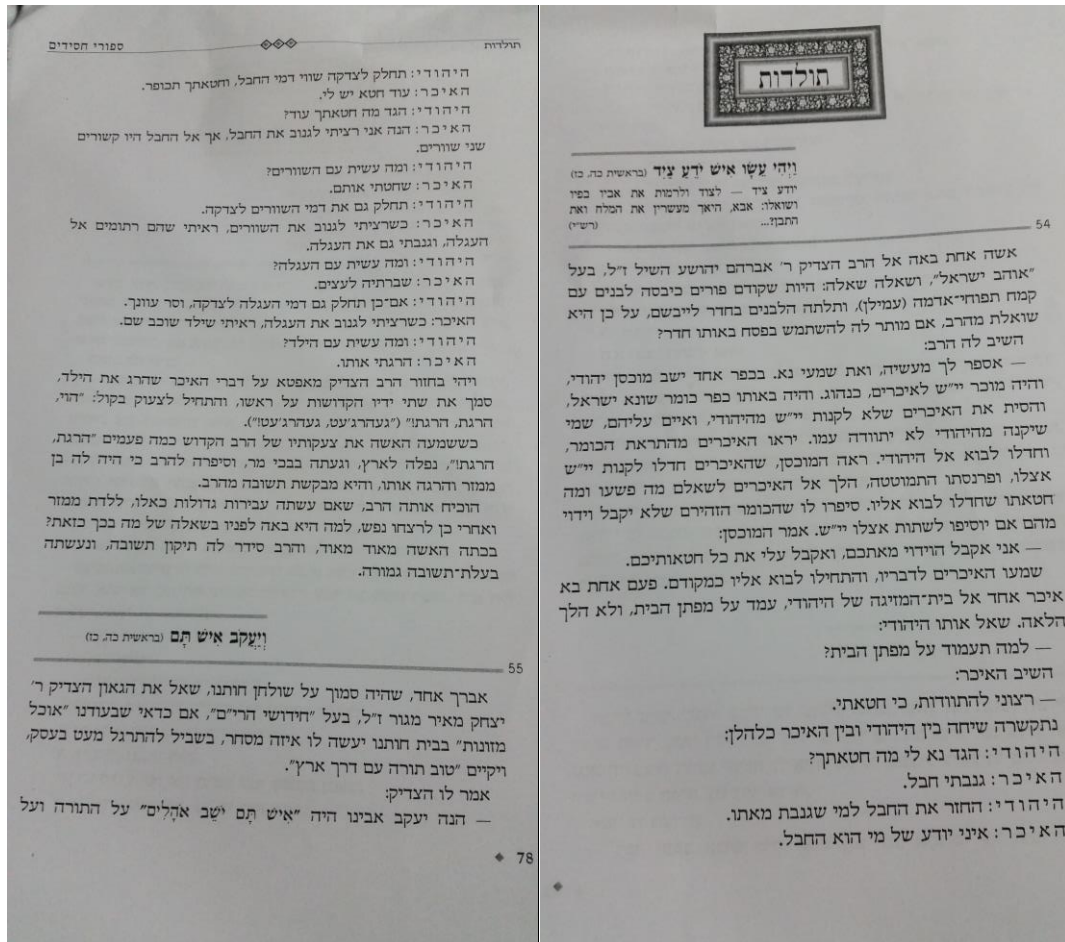 תולדות
וַיְהִי עֵשָׂו אִישׁ יֹדֵעַ צַיִד (בראשית כה, כז)
יודע ציד — לצוד ולרמות את אביו בפיו
ושואלו: אבא, היאך מעשרין את המלח ואת
התבן?... (רש״י)
54
אשה אחת באה אל הרב הצדיק ר׳ אברהם יהושע השיל ז״ל, בעל
״אוהב ישראל״, ושאלה שאלה: היות שקודם פורים כיבסה לבנים עם
קמח תפוחי־אדמה (עמילן), ותלתה הלבנים בחדר לייבשם, על כן היא
שואלת מהרב, אם מותר לה להשתמש בפסח באותו חדר?
השיב לה הרב:
— אספר לך מעשיה, ואת שמעי נא. בכפר אחד ישב מוכסן יהודי,
והיה מוכר יי״ש לאיכרים, כנהוג. והיה באותו כפר כומר שונא ישראל,
והסית את האיכרים שלא לקנות יי״ש מהיהודי, ואיים עליהם, שמי
שיקנה מהיהודי לא יתוודה עמו. יראו האיכרים מהתראת הכומר,
וחדלו לבוא אל היהודי. ראה המוכסן, שהאיכרים חדלו לקנות יי״ש
אצלו, ופרנסתו התמוטטה, הלך אל האיכרים לשאלם מה פשעו ומה
חטאתו שחדלו לבוא אליו. סיפרו לו שהכומר הזהירם שלא יקבל וידוי
מהם אם יוסיפו לשתות אצלו יי״ש. אמר המוכסן:
— אני אקבל הוידוי מאתכם, ואקבל עלי את כל חטאותיכם.
שמעו האיכרים לדבריו, והתחילו לבוא אליו כמקודם. פעם אחת בא
איכר אחד אל בית־המזיגה של היהודי, עמד על מפתן הבית, ולא הלך
הלאה. שאל אותו היהודי:
— למה תעמוד על מפתן הבית?
השיב האיכר:
— רצוני להתוודות, כי חטאתי.
נתקשרה שיחה בין היהודי ובין האיכר כלהלן:
היהודי: הגד נא לי מה חטאתך?
האיכר: גנבתי חבל.
היהודי: החזר את החבל למי שגנבת מאתו.
האיכר: איני יודע של מי הוא החבל.
תולדות ספורי חסידים
היהודי: תחלק לצדקה שווי דמי החבל, וחטאתך תכופר.
האיכר: עוד חטא יש לי.
היהודי: הגד מה חטאתך עוד?
האיכר: הנה אני רציתי לגנוב את החבל, אך אל החבל היו קשורים
שני שוורים.
היהודי: ומה עשית עם השוורים?
האיכר: שחטתי אותם.
היהודי: תחלק גם את דמי השוורים לצדקה.
האיכר: כשרציתי לגנוב את השוורים, ראיתי שהם רתומים אל
העגלה, וגנבתי גם את העגלה.
היהודי: ומה עשית עם העגלה?
האיכר: שברתיה לעצים.
היהודי: אם־כן תחלק גם דמי העגלה לצדקה, וסר עוונך.
האיכר: כשרציתי לגנוב את העגלה, ראיתי שילד שוכב שם.
היהודי: ומה עשית עם הילד?
האיכר: הרגתי אותו.
ויהי בחזור הרב הצדיק מאפטא על דברי האיכר שהרג את הילד,
סמך את שתי ידיו הקדושות על ראשו, והתחיל לצעוק בקול: ״הוי,
הרגת, הרגת!״ (״געהרג׳עט, געהרג׳עט!״).
כששמעה האשה את צעקותיו של הרב הקדוש כמה פעמים ״הרגת,
הרגת!״, נפלה לארץ, וגעתה בבכי מר, וסיפרה להרב כי היה לה בן
ממזר והרגה אותו, והיא מבקשת תשובה מהרב.
הוכיח אותה הרב, שאם עשתה עבירות גדולות כאלו, ללדת ממזר
ואחרי כן לרצחו נפש, למה היא באה לפניו בשאלה של מה בכך כזאת?
בכתה האשה מאוד מאוד, והרב סידר לה תיקון תשובה, ונעשתה
בעלת־תשובה גמורה.
וְיַעֲקֹב אִישׁ תָּם (בראשית כה, כז)
55
אברך אחד, שהיה סמוך על שולחן חותנו, שאל את הגאון הצדיק ר׳
יצחק מאיר מגור ז״ל, בעל ״חידושי הרי״ם״, אם כדאי שבעודנו ״אוכל
מזונות״ בבית חותנו יעשה לו איזה מסחר, בשביל להתרגל מעט בעסק,
ויקיים ״טוב תורה עם דרך ארץ״.
אמר לו הצדיק:
— הנה יעקב אבינו היה ״אִישׁ תָּם יֹשֵׁב אֹהָלִים״ על התורה ועל
78